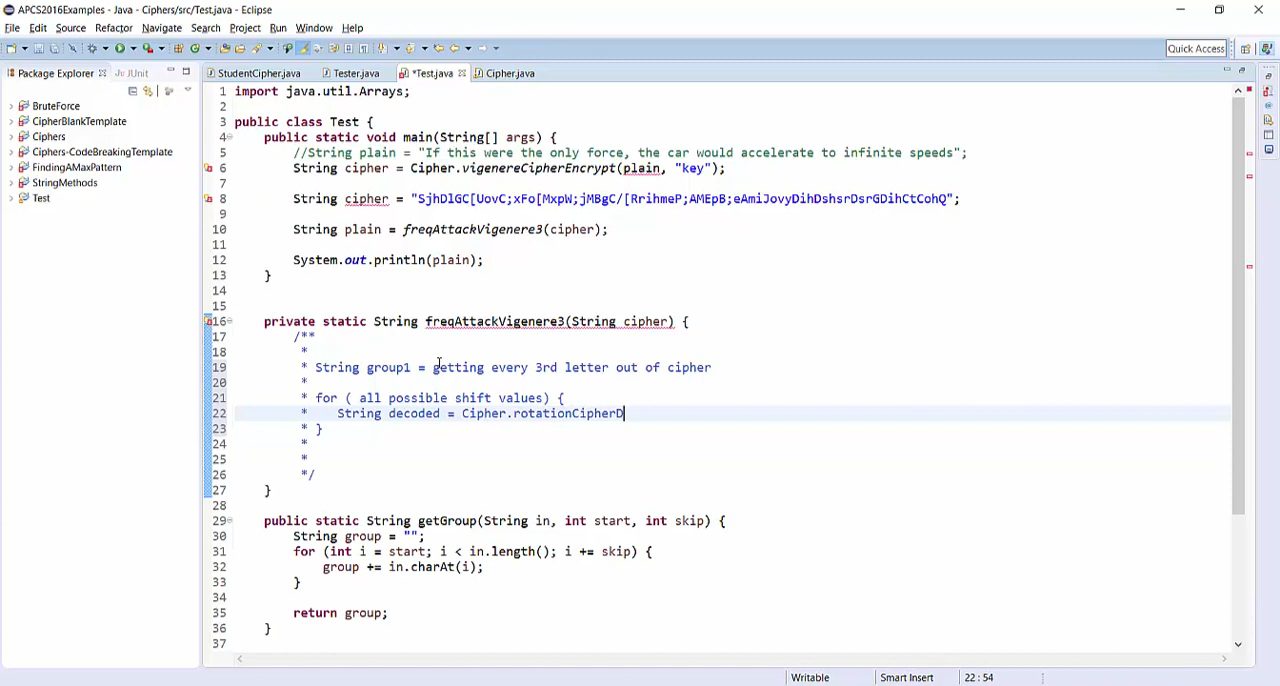 APCS2016Examples - Java - Ciphers/src/Test.java - Eclipse
File Edit Source Refactor Navigate Search Project Run Window Help
Quick Access
Package Explorer JUnit
StudentCipher.java Tester.java *Test.java Cipher.java
BruteForce
CipherBlankTemplate
Ciphers
Ciphers-CodeBreakingTemplate
FindingAMaxPattern
StringMethods
Test
1 import java.util.Arrays;
2
3 public class Test {
4 public static void main(String[] args) {
5 //String plain = "If this were the only force, the car would accelerate to infinite speeds";
6 String cipher = Cipher.vigenereCipherEncrypt(plain, "key");
7
8 String cipher = "SjhDlGC[UovC;xFo[MxpW;jMBgC/[RrihmeP;AMEpB;eAmiJovyDihDshsrDsrGDihCtCohQ";
9
10 String plain = freqAttackVigenere3(cipher);
11
12 System.out.println(plain);
13 }
14
15
16 private static String freqAttackVigenere3(String cipher) {
17 /**
18 *
19 * String group1 = getting every 3rd letter out of cipher
20 *
21 * for ( all possible shift values) {
22 * String decoded = Cipher.rotationCipherD
23 * }
24 *
25 *
26 */
27 }
28
29 public static String getGroup(String in, int start, int skip) {
30 String group = "";
31 for (int i = start; i < in.length(); i += skip) {
32 group += in.charAt(i);
33 }
34
35 return group;
36 }
37
Writable Smart Insert 22 : 54